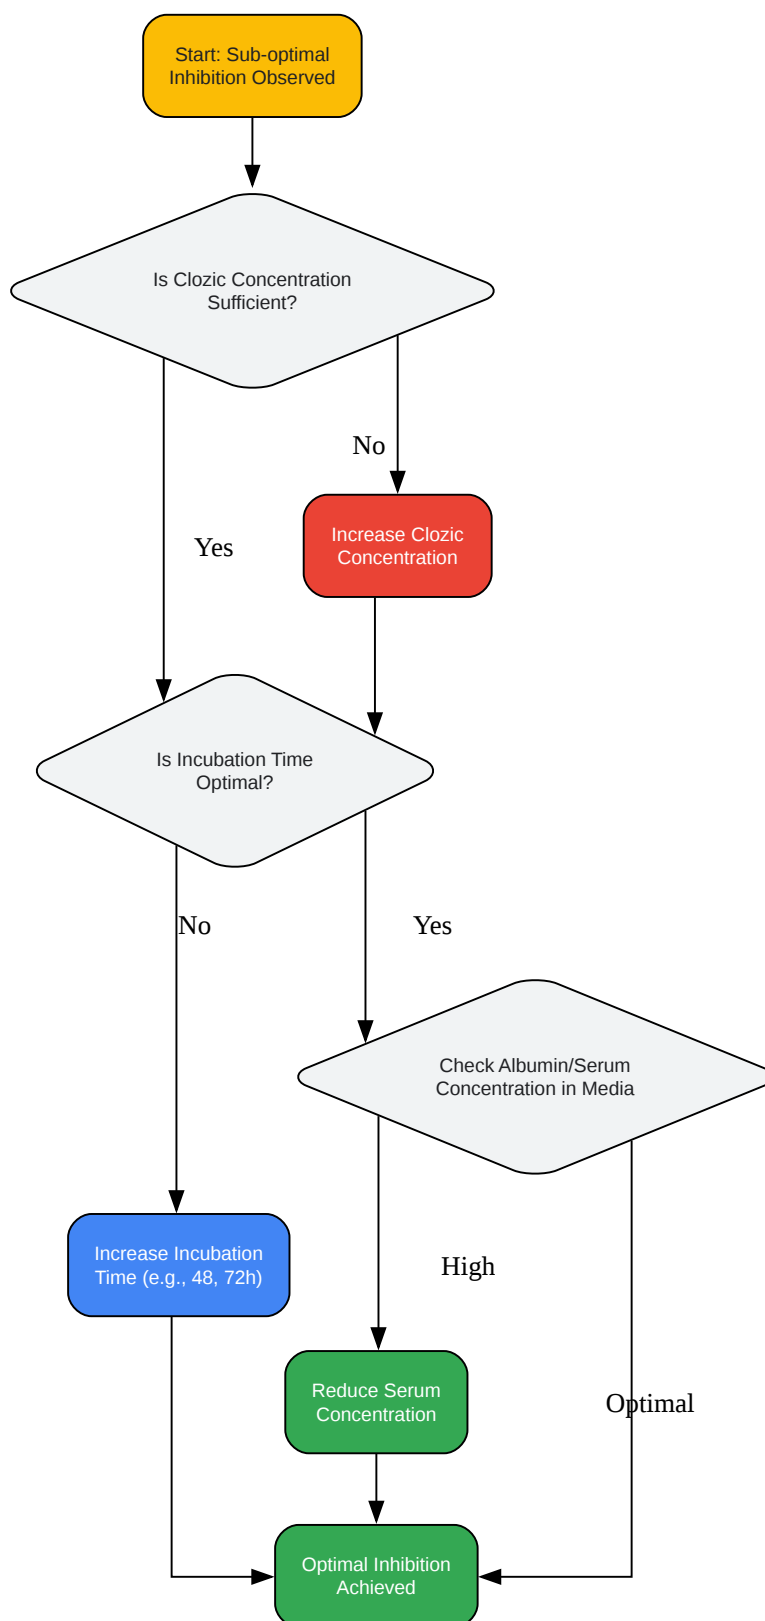 Start: Sub-optimal
Inhibition Observed
Is Clozic Concentration
Sufficient?
No
Increase Clozic
Concentration
Yes
Is Incubation Time
Optimal?
No
Yes
Check Albumin/Serum
Concentration in Media
Increase Incubation
Time (e.g., 48, 72h)
High
Reduce Serum
Concentration
Optimal
Optimal Inhibition
Achieved